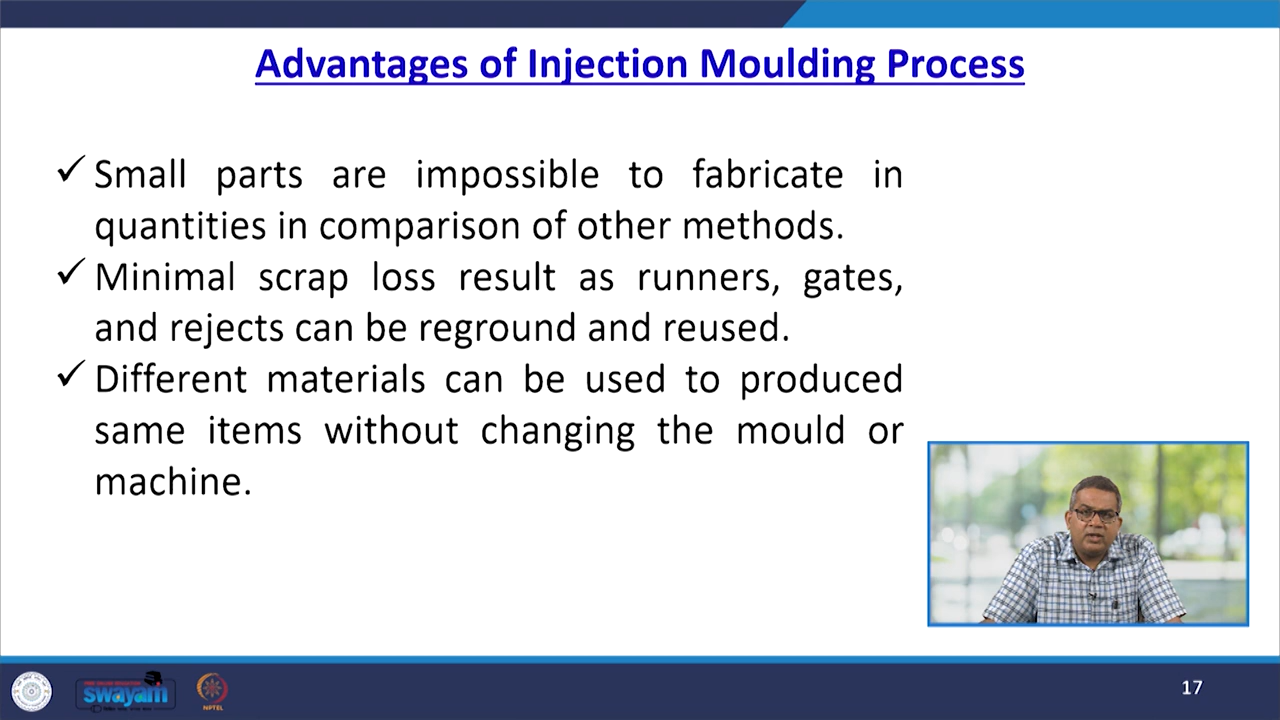 Advantages of Injection Moulding Process
✓ Small parts are impossible to fabricate in
quantities in comparison of other methods.
✓ Minimal scrap loss result as runners, gates,
and rejects can be reground and reused.
✓ Different materials can be used to produced
same items without changing the mould or
machine.
swayam
NPTEL
17